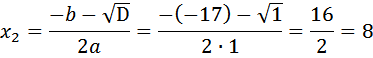 x₂ = (−b − √D)/(2a) = (−(−17) − √1)/(2 · 1) = 16/2 = 8